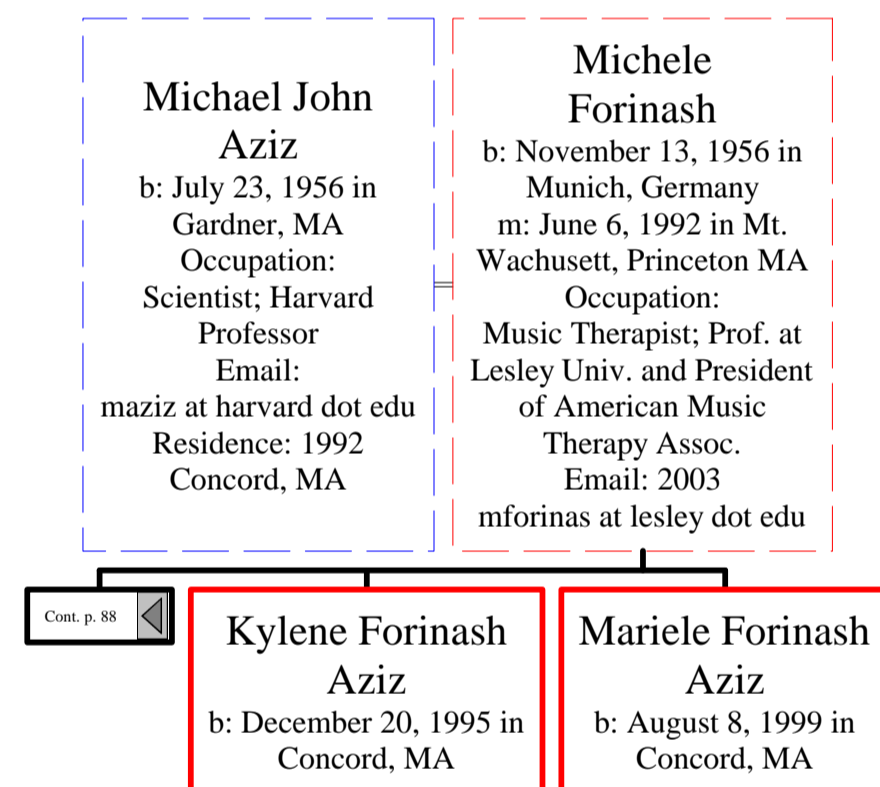 Michael John
Aziz
b: July 23, 1956 in
Gardner, MA
Occupation:
Scientist; Harvard
Professor
Email:
maziz at harvard dot edu
Residence: 1992
Concord, MA
Michele
Forinash
b: November 13, 1956 in
Munich, Germany
m: June 6, 1992 in Mt.
Wachusett, Princeton MA
Occupation:
Music Therapist; Prof. at
Lesley Univ. and President
of American Music
Therapy Assoc.
Email: 2003
mforinas at lesley dot edu
Cont. p. 88
Kylene Forinash
Aziz
b: December 20, 1995 in
Concord, MA
Mariele Forinash
Aziz
b: August 8, 1999 in
Concord, MA